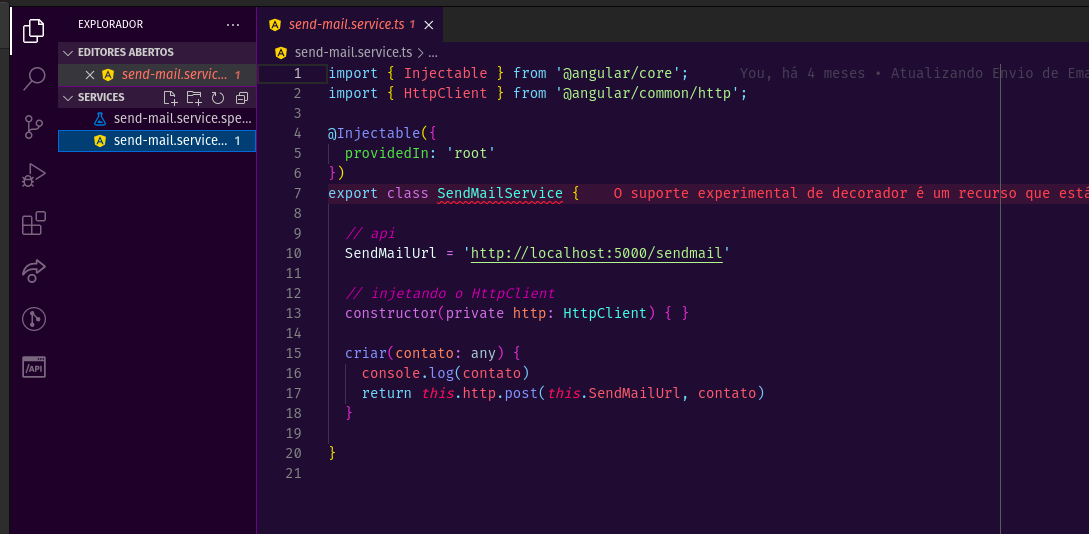 EXPLORADOR ···
EDITORES ABERTOS
send-mail.servic... 1
SERVICES
send-mail.service.spe...
send-mail.service... 1
/API
send-mail.service.ts 1
send-mail.service.ts > ...
1 import { Injectable } from '@angular/core'; You, há 4 meses • Atualizando Envio de Ema
2 import { HttpClient } from '@angular/common/http';
3
4 @Injectable({
5 providedIn: 'root'
6 })
7 export class SendMailService { O suporte experimental de decorador é um recurso que está
8
9 // api
10 SendMailUrl = 'http://localhost:5000/sendmail'
11
12 // injetando o HttpClient
13 constructor(private http: HttpClient) { }
14
15 criar(contato: any) {
16 console.log(contato)
17 return this.http.post(this.SendMailUrl, contato)
18 }
19
20 }
21